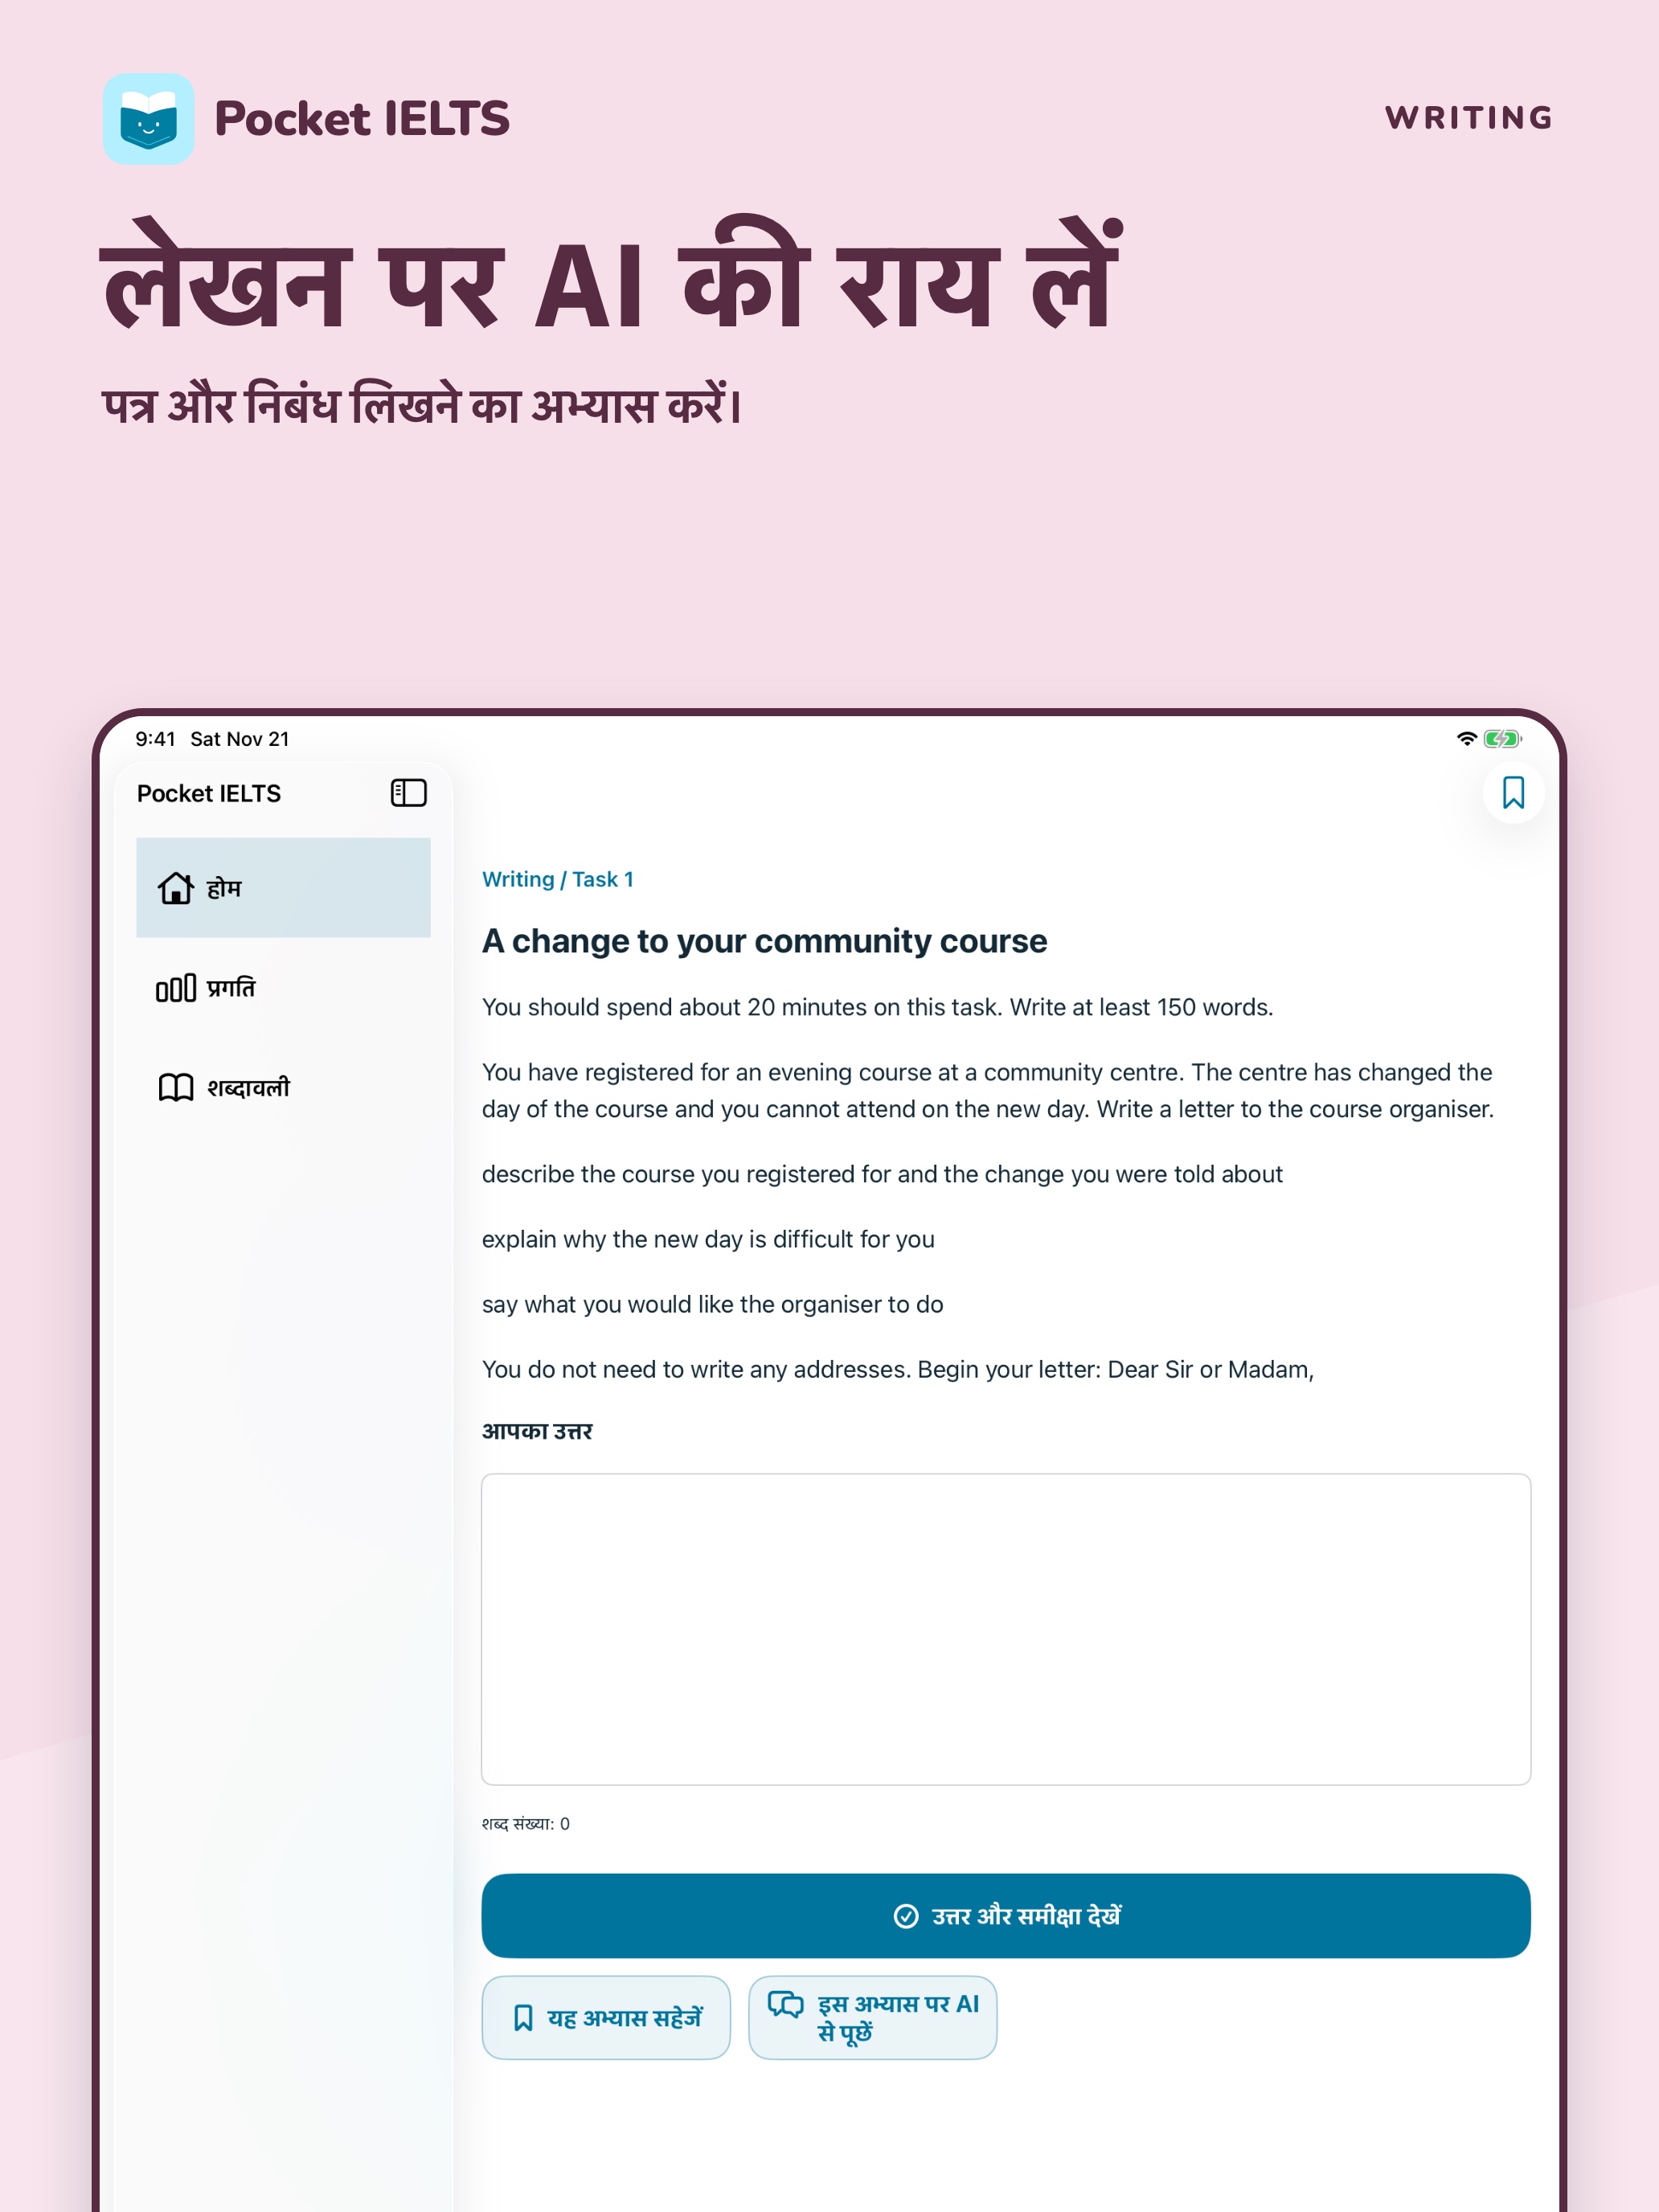 Pocket IELTS
WRITING
लेखन पर AI की राय लें
पत्र और निबंध लिखने का अभ्यास करें।
9:41 Sat Nov 21
Pocket IELTS
होम
प्रगति
शब्दावली
Writing / Task 1
A change to your community course
You should spend about 20 minutes on this task. Write at least 150 words.
You have registered for an evening course at a community centre. The centre has changed the
day of the course and you cannot attend on the new day. Write a letter to the course organiser.
describe the course you registered for and the change you were told about
explain why the new day is difficult for you
say what you would like the organiser to do
You do not need to write any addresses. Begin your letter: Dear Sir or Madam,
आपका उत्तर
शब्द संख्या: 0
उत्तर और समीक्षा देखें
यह अभ्यास सहेजें
इस अभ्यास पर AI
से पूछें